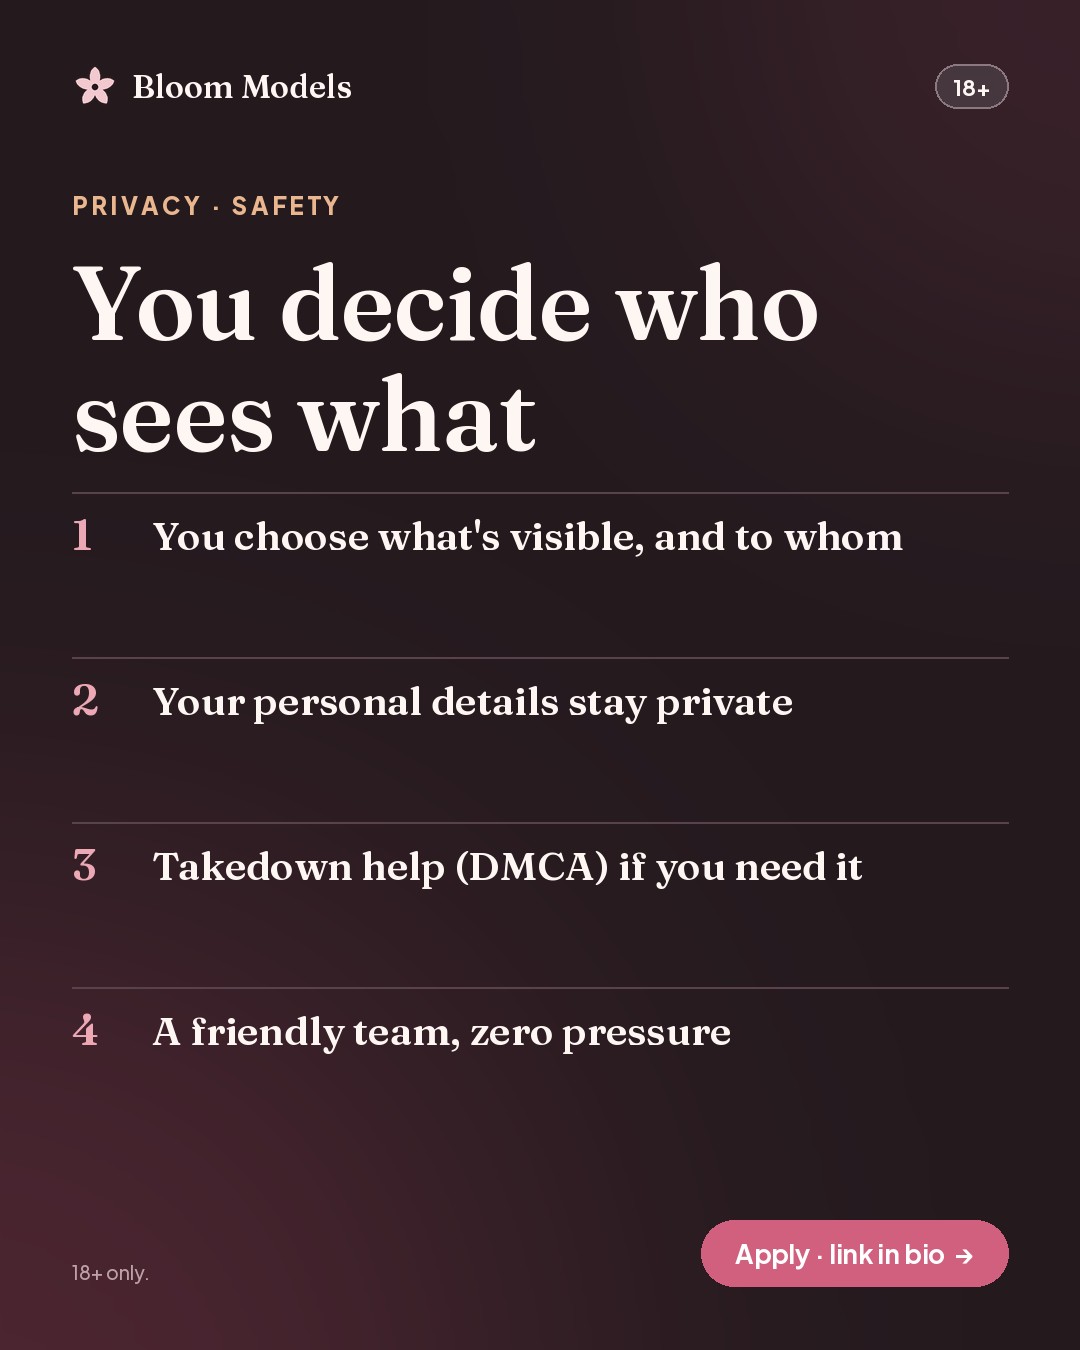 Bloom Models
18+
PRIVACY · SAFETY
You decide who
sees what
1 You choose what's visible, and to whom
2 Your personal details stay private
3 Takedown help (DMCA) if you need it
4 A friendly team, zero pressure
18+ only.
Apply · link in bio →